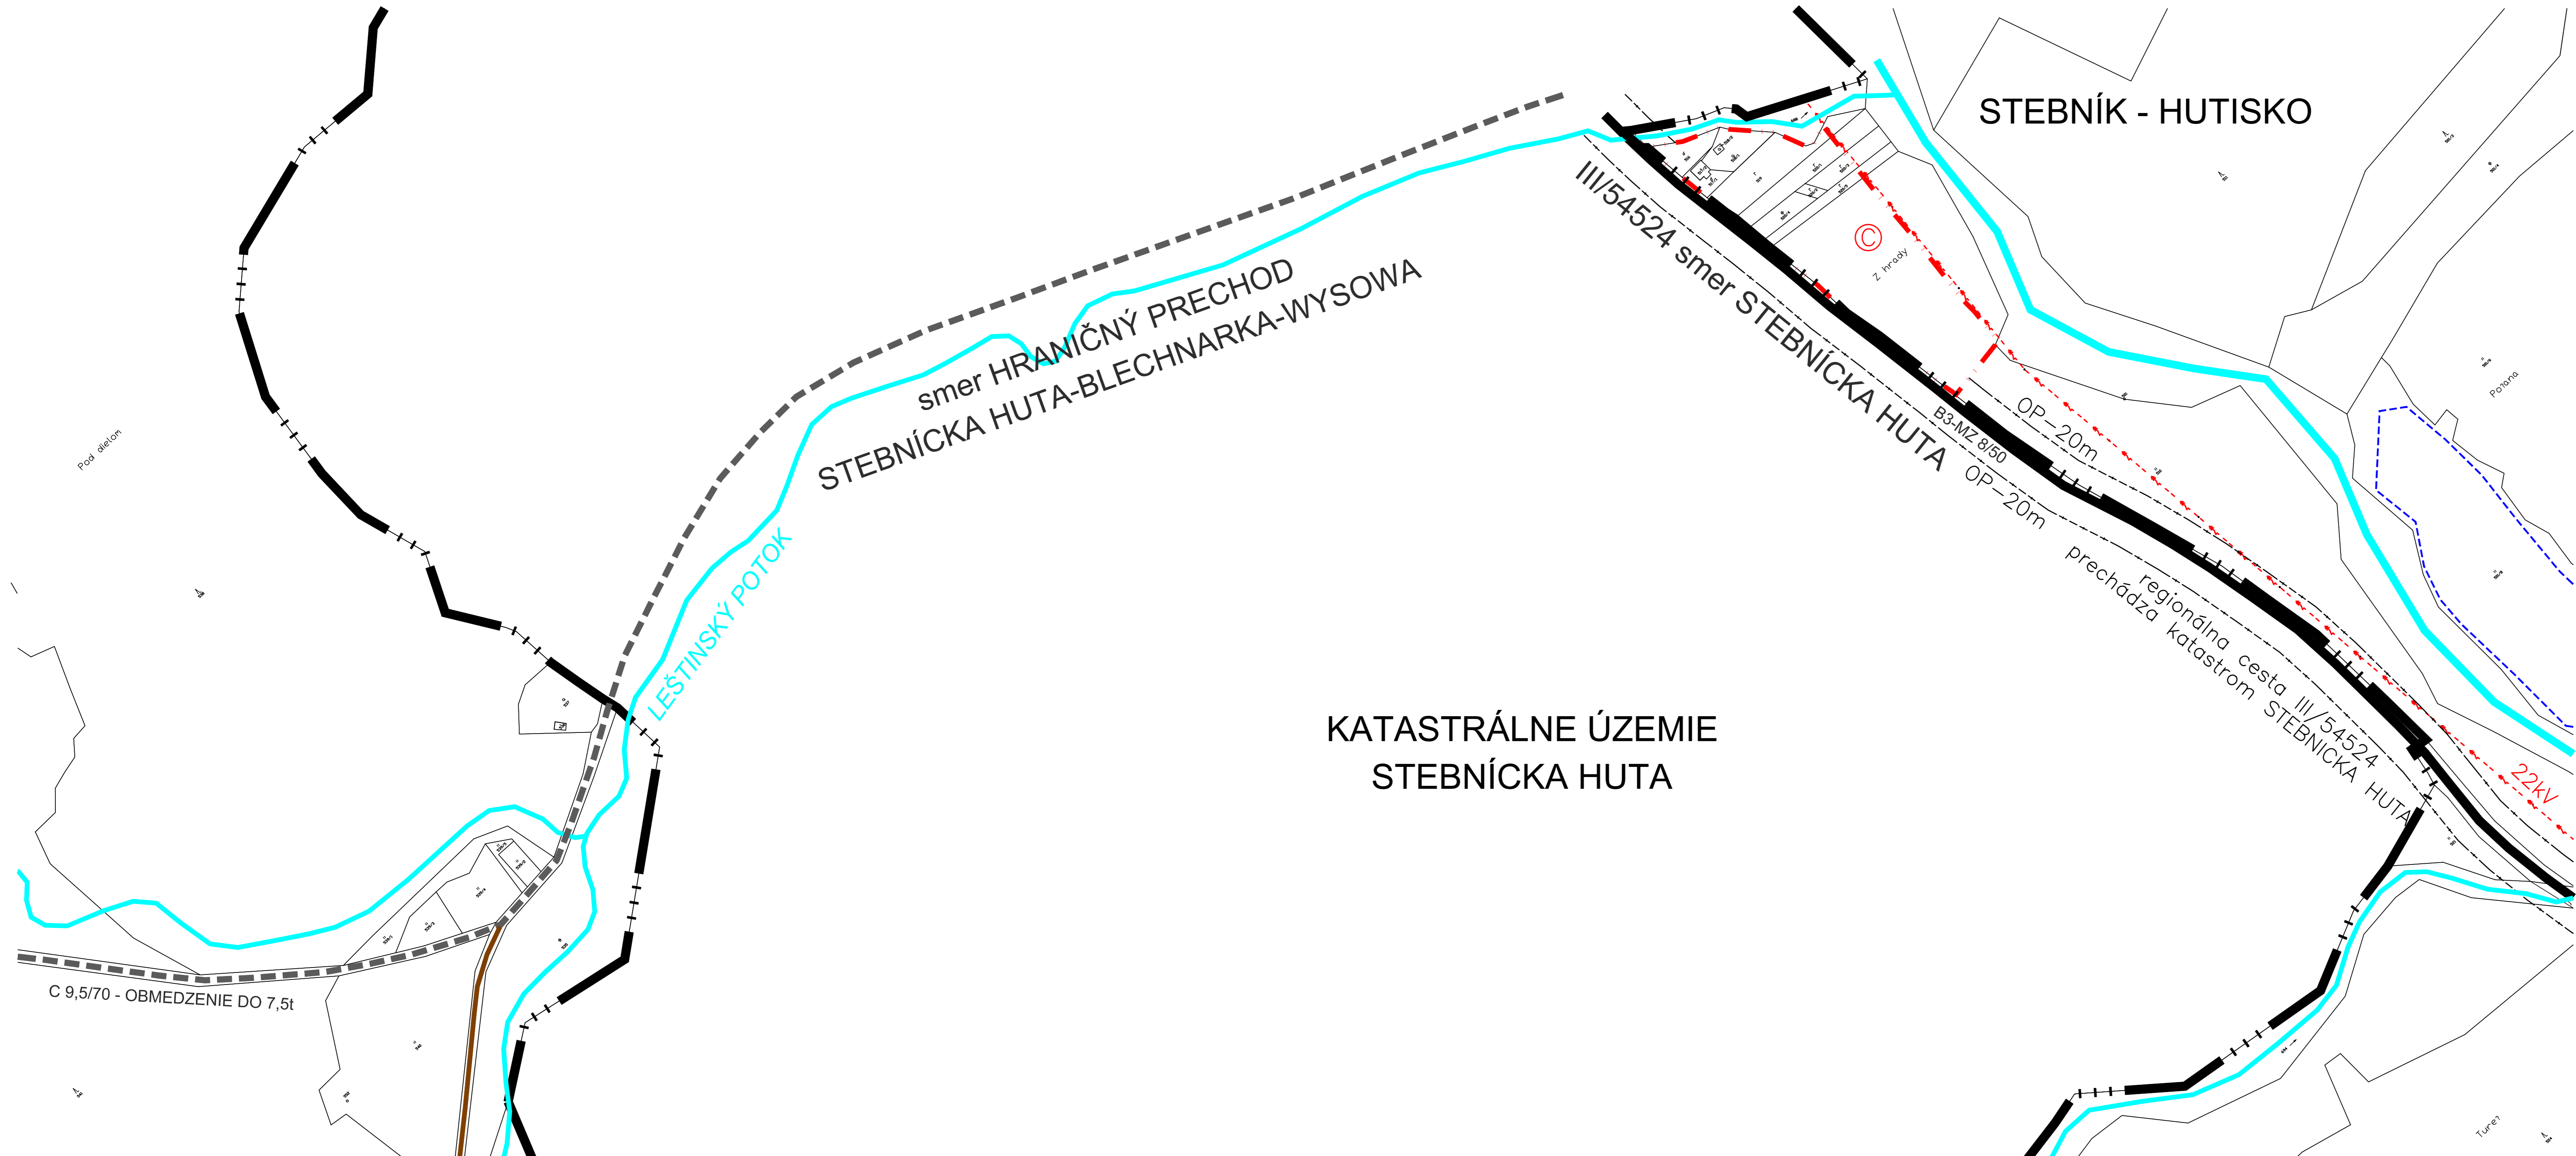 STEBNÍK - HUTISKO
©
Z hrady
III/54524 smer STEBNÍCKA HUTA
smer HRANIČNÝ PRECHOD
STEBNÍCKA HUTA-BLECHNARKA-WYSOWA
OP-20m
B3-MZ 8/50
OP-20m
Poľana
Pod dielom
LEŠTINSKÝ POTOK
regionálna cesta III/54524
prechádza katastrom STEBNÍCKA HUTA
KATASTRÁLNE ÚZEMIE
STEBNÍCKA HUTA
22kV
C 9,5/70 - OBMEDZENIE DO 7,5t